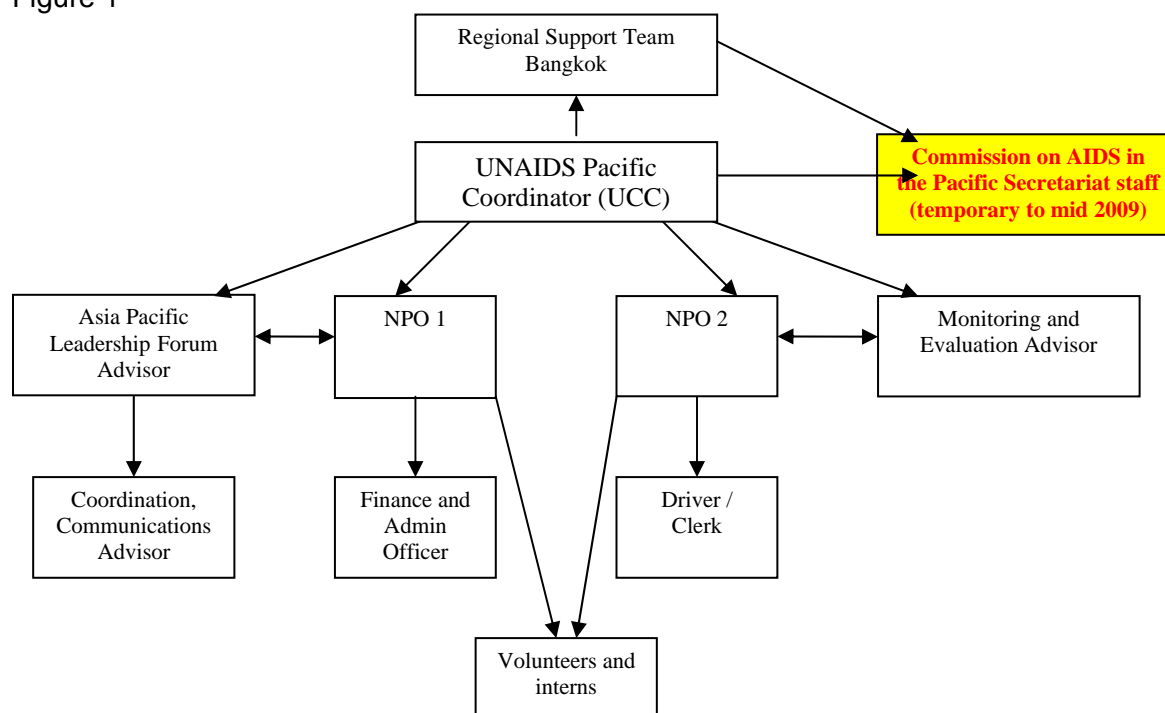 Figure 1
Regional Support Team
Bangkok
UNAIDS Pacific
Coordinator (UCC)
Commission on AIDS in
the Pacific Secretariat staff
(temporary to mid 2009)
Asia Pacific
Leadership Forum
Advisor
NPO 1
NPO 2
Monitoring and
Evaluation Advisor
Coordination,
Communications
Advisor
Finance and
Admin
Officer
Driver /
Clerk
Volunteers and
interns